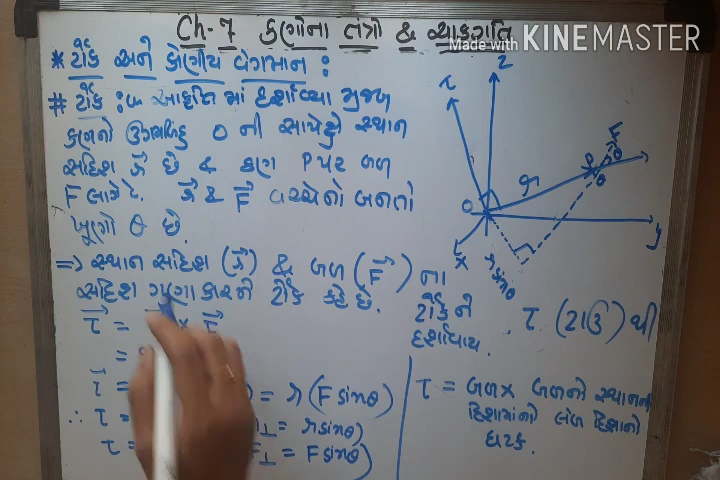 Ch-7 કણોના તંત્રો & ચાકગતિ
Made with KINEMASTER
* ટોર્ક અને કોણીય વેગમાન :
# ટોર્ક : આકૃતિ માં દર્શાવ્યા મુજબ
કણનો ઉગમબિંદુ O ની સાપેક્ષે સ્થાન
સદિશ r⃗ છે & કણ P પર બળ
F લાગે છે. r⃗ & F⃗ વચ્ચેનો બનતો
ખૂણો θ છે.
⇒ સ્થાન સદિશ (r⃗) & બળ (F⃗) ના
સદિશ ગુણાકારને ટોર્ક કહે છે.
τ⃗ = × F⃗
=
τ⃗ = ) = r (F sinθ)
∴ τ = r⊥ = r sinθ)
τ = F⊥ = F sinθ)
ટોર્કને τ (ટાઉ) થી
દર્શાવાય.
τ = બળ × બળનો સ્થાનની
દિશામાંનો લંબ દિશાનો
ઘટક.
τ
z
F
P
θ
θ
r
O
y
x
r sinθ